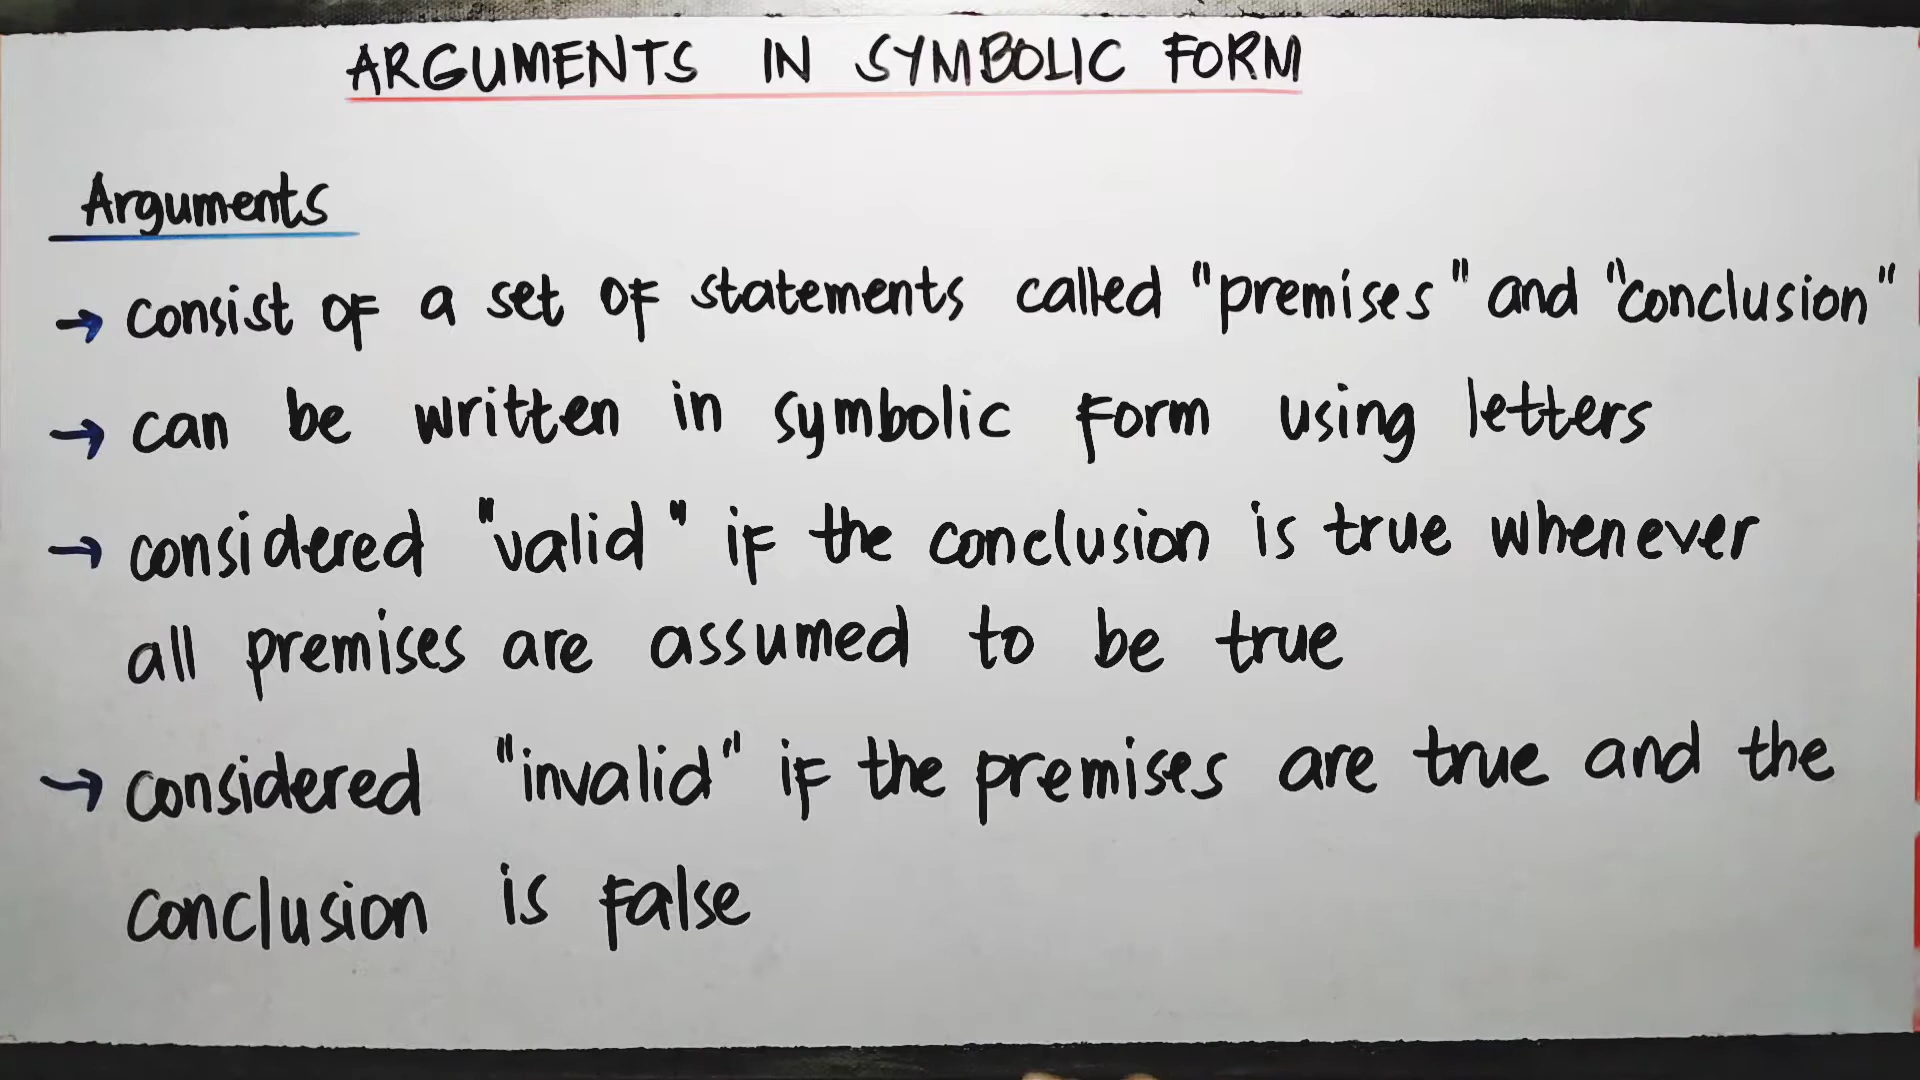 ARGUMENTS IN SYMBOLIC FORM
Arguments
→ consist of a set of statements called "premises" and "conclusion"
→ can be written in symbolic form using letters
→ considered "valid" if the conclusion is true whenever
all premises are assumed to be true
→ considered "invalid" if the premises are true and the
conclusion is false